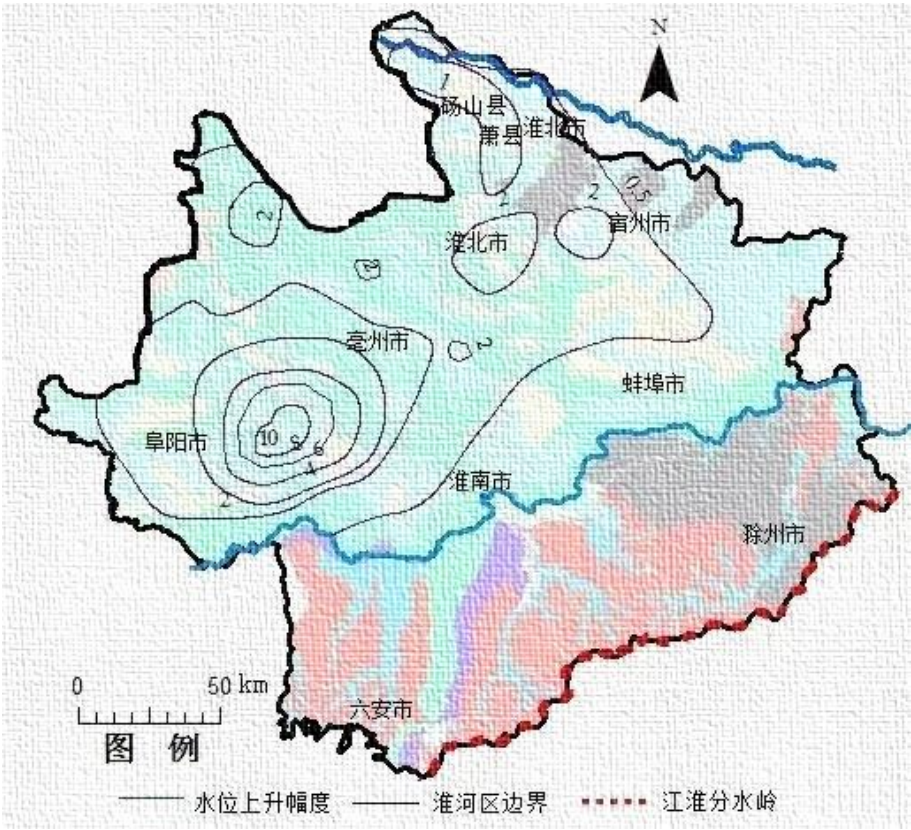 N
1
砀山县
萧县
淮北市
2
0.5
2
2
宿州市
淮北市
2
亳州市
2
蚌埠市
10
8
6
4
阜阳市
2
淮南市
滁州市
六安市
0 50 km
图 例
水位上升幅度 淮河区边界 江淮分水岭